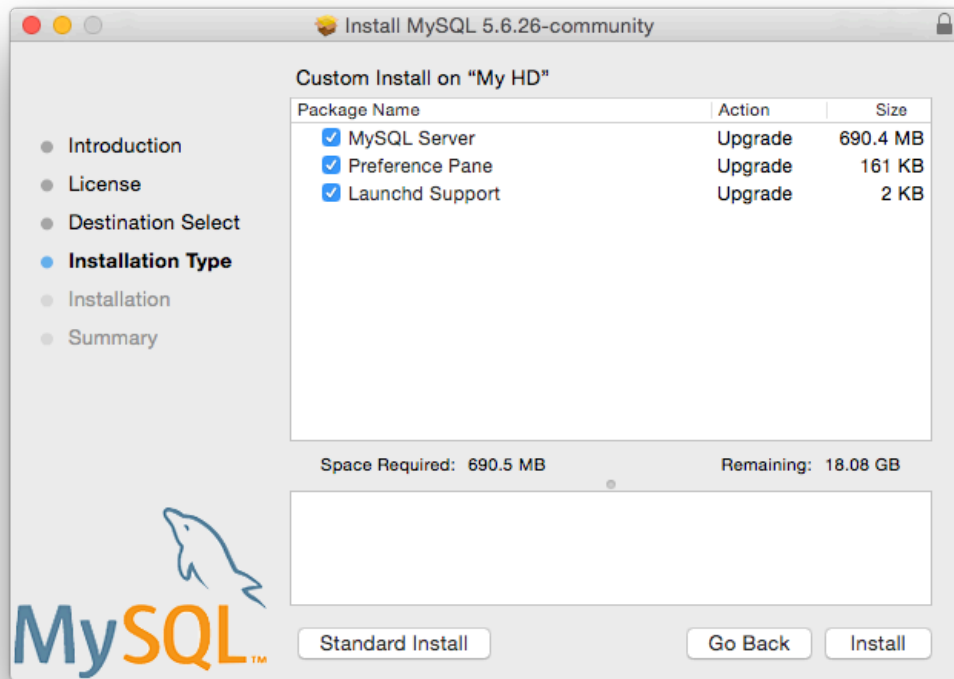 Install MySQL 5.6.26-community
Introduction
License
Destination Select
Installation Type
Installation
Summary
Custom Install on “My HD”
Package Name Action Size
MySQL Server Upgrade 690.4 MB
Preference Pane Upgrade 161 KB
Launchd Support Upgrade 2 KB
Space Required: 690.5 MB Remaining: 18.08 GB
MySQL™
Standard Install Go Back Install